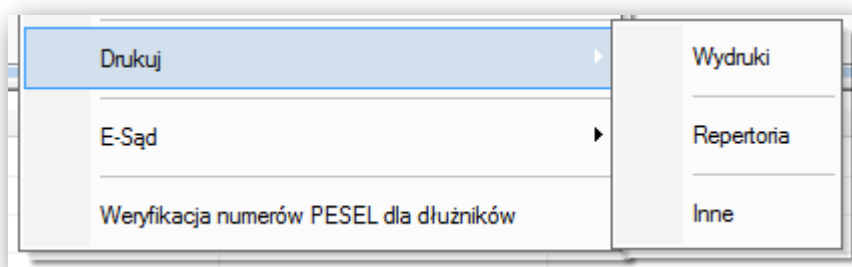 Drukuj
E-Sąd
Weryfikacja numerów PESEL dla dłużników
Wydruki
Repertoria
Inne